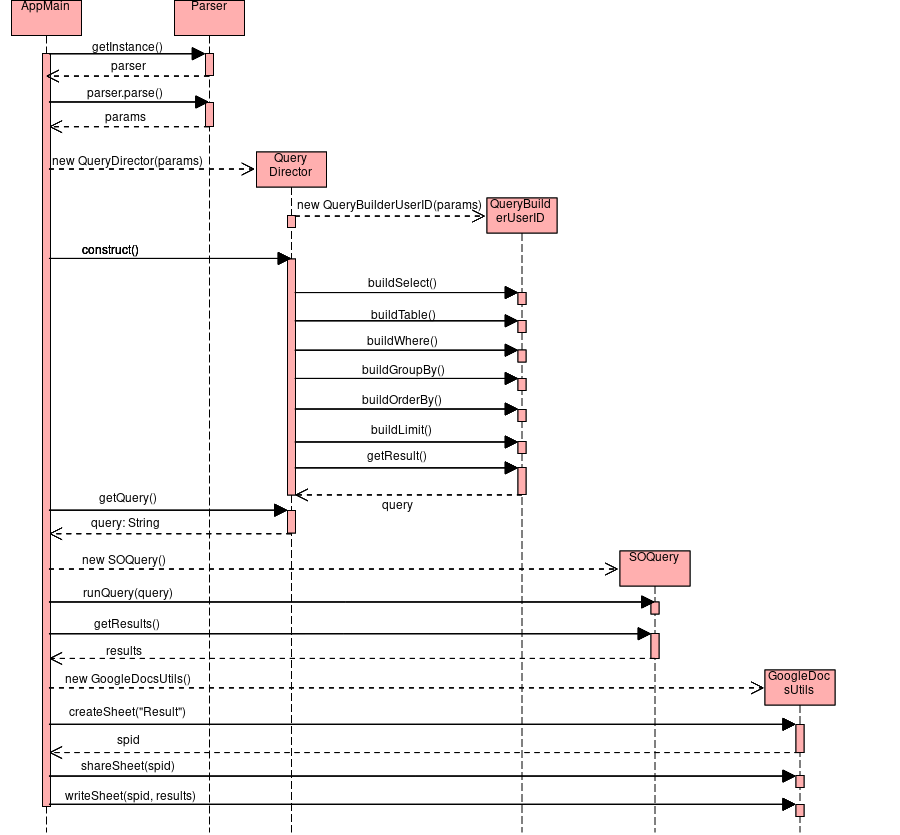 AppMain
Parser
getInstance()
parser
parser.parse()
params
new QueryDirector(params)
Query
Director
new QueryBuilderUserID(params)
QueryBuild
erUserID
construct()
buildSelect()
buildTable()
buildWhere()
buildGroupBy()
buildOrderBy()
buildLimit()
getResult()
query
getQuery()
query: String
new SOQuery()
SOQuery
runQuery(query)
getResults()
results
new GoogleDocsUtils()
GoogleDoc
sUtils
createSheet("Result")
spid
shareSheet(spid)
writeSheet(spid, results)